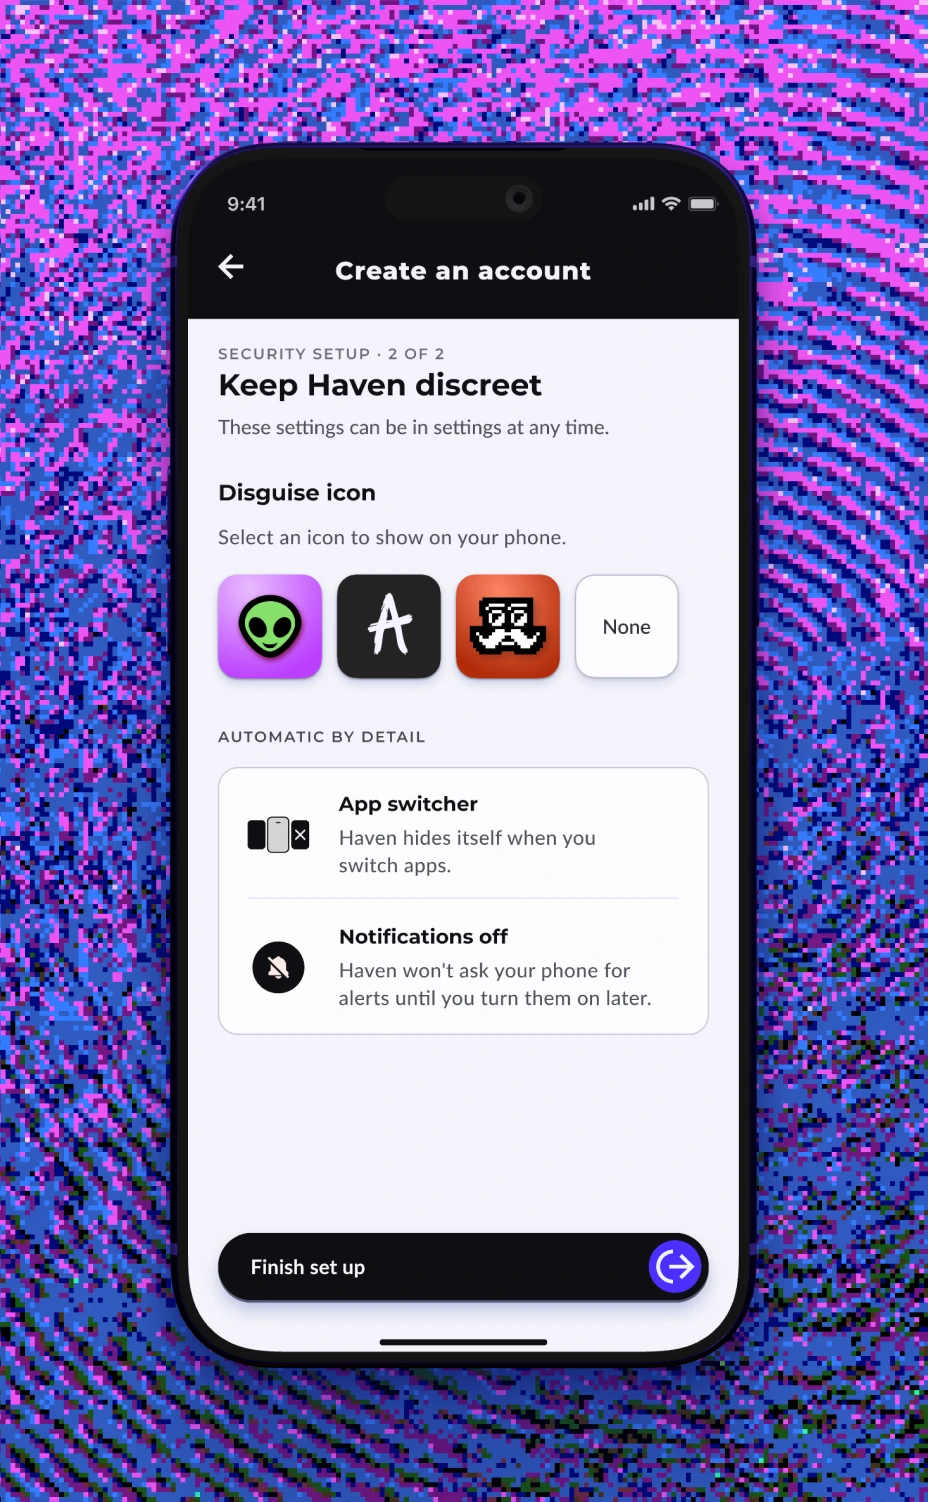 9:41
Create an account
SECURITY SETUP · 2 OF 2
Keep Haven discreet
These settings can be in settings at any time.
Disguise icon
Select an icon to show on your phone.
A
None
AUTOMATIC BY DETAIL
App switcher
Haven hides itself when you
switch apps.
Notifications off
Haven won't ask your phone for
alerts until you turn them on later.
Finish set up